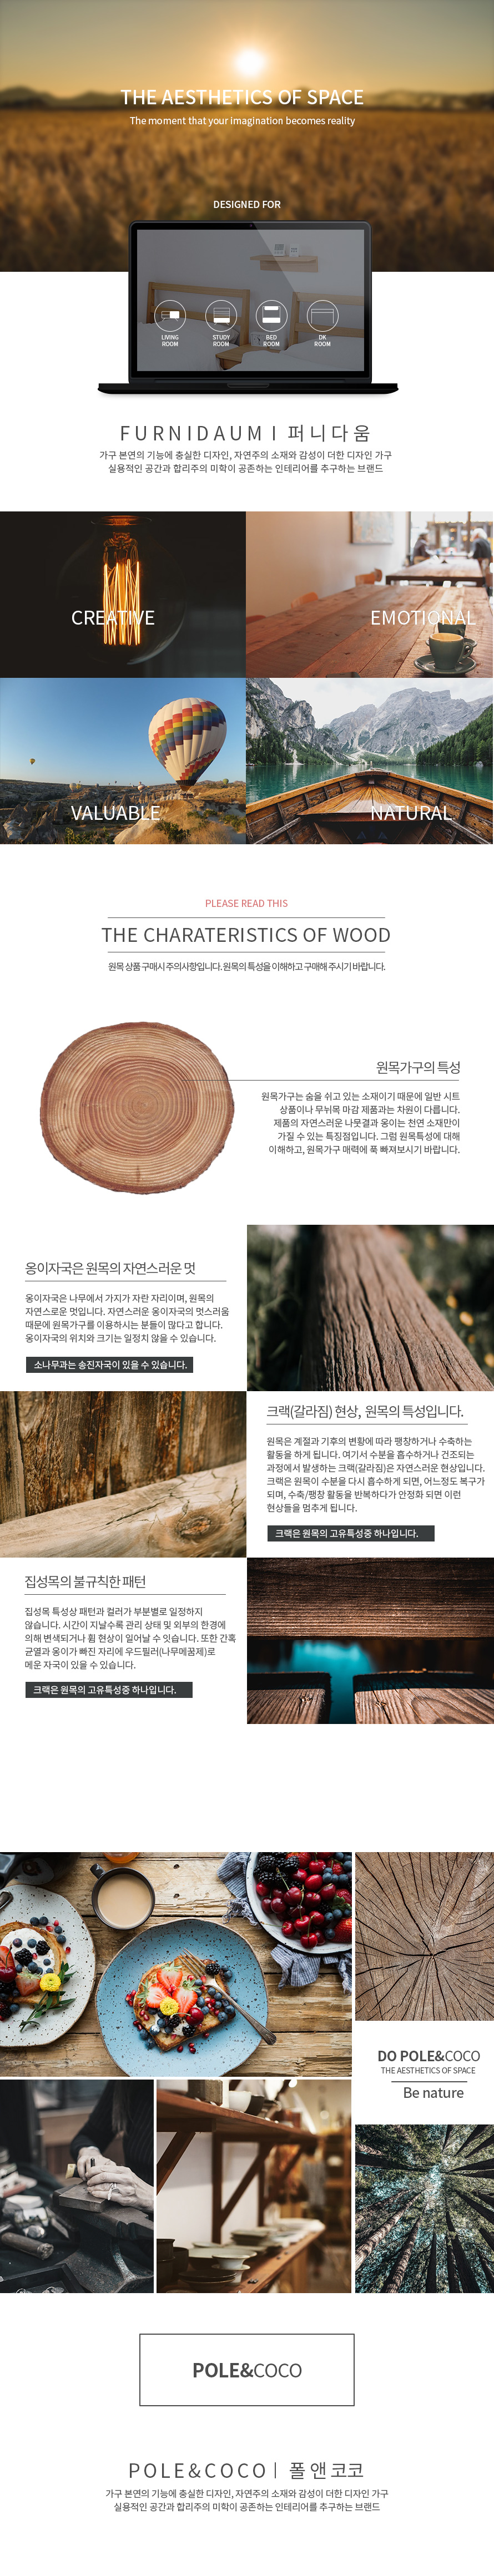 THE AESTHETICS OF SPACE
The moment that your imagination becomes reality
DESIGNED FOR
LIVING ROOM
STUDY ROOM
BED ROOM
DK ROOM
FURNIDAUM | 퍼니다움
가구 본연의 기능에 충실한 디자인, 자연주의 소재와 감성이 더한 디자인 가구
실용적인 공간과 합리주의 미학이 공존하는 인테리어를 추구하는 브랜드
CREATIVE
EMOTIONAL
VALUABLE
NATURAL
PLEASE READ THIS
THE CHARATERISTICS OF WOOD
원목 상품 구매시 주의사항입니다. 원목의 특성을 이해하고 구매해 주시기 바랍니다.
원목가구의 특성
원목가구는 숨을 쉬고 있는 소재이기 때문에 일반 시트
상품이나 무늬목 마감 제품과는 차원이 다릅니다.
제품의 자연스러운 나뭇결과 옹이는 천연 소재만이
가질 수 있는 특징점입니다. 그럼 원목특성에 대해
이해하고, 원목가구 매력에 푹 빠져보시기 바랍니다.
옹이자국은 원목의 자연스러운 멋
옹이자국은 나무에서 가지가 자란 자리이며, 원목의
자연스로운 멋입니다. 자연스러운 옹이자국의 멋스러움
때문에 원목가구를 이용하시는 분들이 많다고 합니다.
옹이자국의 위치와 크기는 일정치 않을 수 있습니다.
소나무과는 송진자국이 있을 수 있습니다.
크랙(갈라짐) 현상, 원목의 특성입니다.
원목은 계절과 기후의 변황에 따라 팽창하거나 수축하는
활동을 하게 됩니다. 여기서 수분을 흡수하거나 건조되는
과정에서 발생하는 크랙(갈라짐)은 자연스러운 현상입니다.
크랙은 원목이 수분을 다시 흡수하게 되면, 어느정도 복구가
되며, 수축/팽창 활동을 반복하다가 안정화 되면 이런
현상들을 멈추게 됩니다.
크랙은 원목의 고유특성중 하나입니다.
집성목의 불규칙한 패턴
집성목 특성상 패턴과 컬러가 부분별로 일정하지
않습니다. 시간이 지날수록 관리 상태 및 외부의 환경에
의해 변색되거나 휨 현상이 일어날 수 잇습니다. 또한 간혹
균열과 옹이가 빠진 자리에 우드필러(나무메꿈제)로
메운 자국이 있을 수 있습니다.
크랙은 원목의 고유특성중 하나입니다.
DO POLE&COCO
THE AESTHETICS OF SPACE
Be nature
POLE&COCO
POLE&COCO | 폴앤코코
가구 본연의 기능에 충실한 디자인, 자연주의 소재와 감성이 더한 디자인 가구
실용적인 공간과 합리주의 미학이 공존하는 인테리어를 추구하는 브랜드